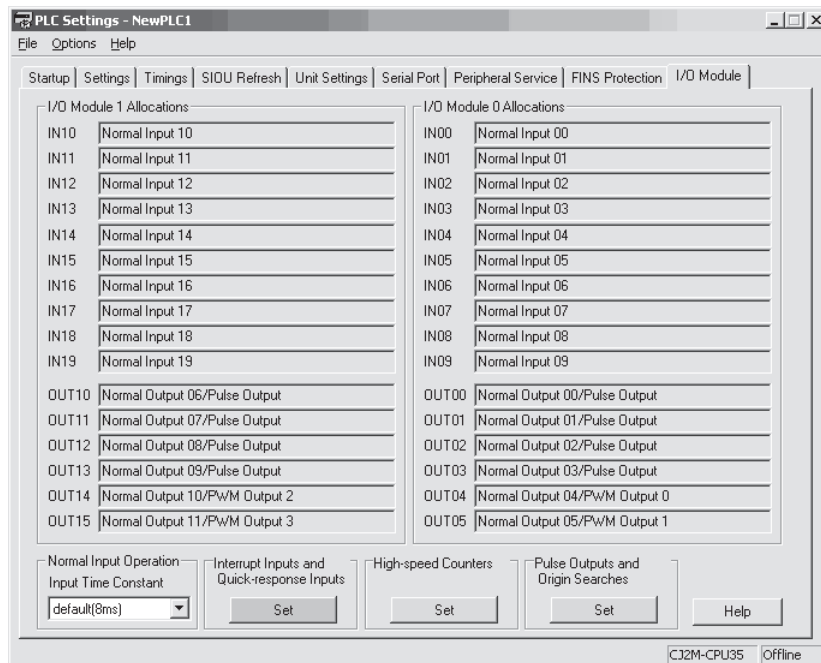 PLC Settings - NewPLC1
File Options Help
Startup Settings Timings SIOU Refresh Unit Settings Serial Port Peripheral Service FINS Protection I/O Module
I/O Module 1 Allocations
IN10 Normal Input 10
IN11 Normal Input 11
IN12 Normal Input 12
IN13 Normal Input 13
IN14 Normal Input 14
IN15 Normal Input 15
IN16 Normal Input 16
IN17 Normal Input 17
IN18 Normal Input 18
IN19 Normal Input 19
OUT10 Normal Output 06/Pulse Output
OUT11 Normal Output 07/Pulse Output
OUT12 Normal Output 08/Pulse Output
OUT13 Normal Output 09/Pulse Output
OUT14 Normal Output 10/PWM Output 2
OUT15 Normal Output 11/PWM Output 3
I/O Module 0 Allocations
IN00 Normal Input 00
IN01 Normal Input 01
IN02 Normal Input 02
IN03 Normal Input 03
IN04 Normal Input 04
IN05 Normal Input 05
IN06 Normal Input 06
IN07 Normal Input 07
IN08 Normal Input 08
IN09 Normal Input 09
OUT00 Normal Output 00/Pulse Output
OUT01 Normal Output 01/Pulse Output
OUT02 Normal Output 02/Pulse Output
OUT03 Normal Output 03/Pulse Output
OUT04 Normal Output 04/PWM Output 0
OUT05 Normal Output 05/PWM Output 1
Normal Input Operation
Input Time Constant
default(8ms)
Interrupt Inputs and
Quick-response Inputs
Set
High-speed Counters
Set
Pulse Outputs and
Origin Searches
Set
Help
CJ2M-CPU35 Offline